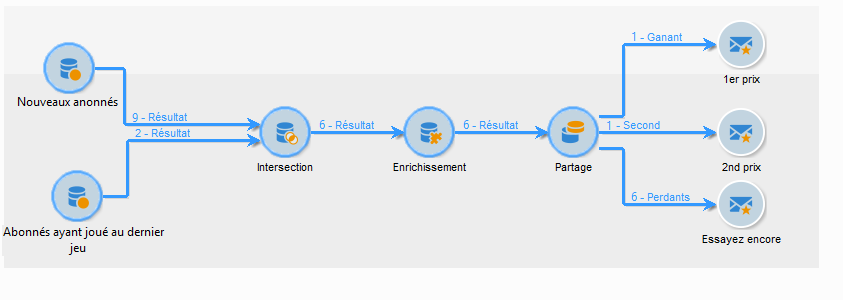 1 - Ganant
1er prix
Nouveaux anonnés
9 - Résultat
2 - Résultat
6 - Résultat
6 - Résultat
1 - Second
Intersection
Enrichissement
Partage
2nd prix
6 - Perdants
Abonnés ayant joué au dernier
jeu
Essayez encore